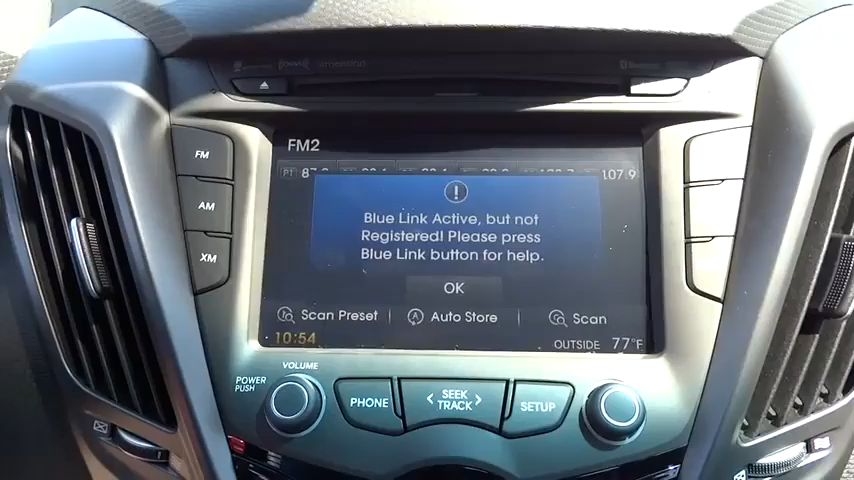 FM2
P1
107.9
Blue Link Active, but not
Registered! Please press
Blue Link button for help.
OK
Scan Preset
Auto Store
Scan
10:54
OUTSIDE 77°F
FM
AM
XM
VOLUME
POWER
PUSH
PHONE
< SEEK >
TRACK
SETUP